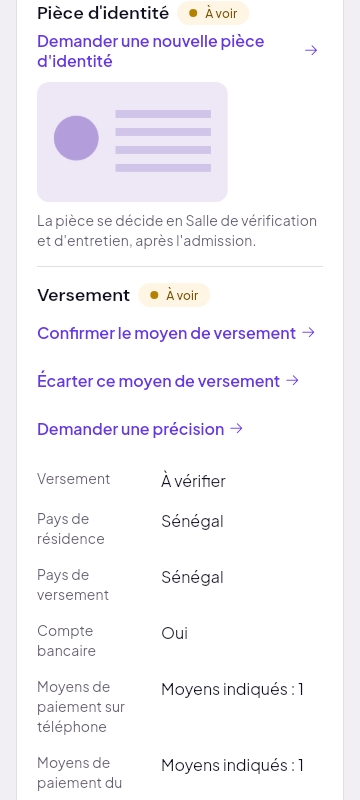 Pièce d'identité À voir
Demander une nouvelle pièce
d'identité →
La pièce se décide en Salle de vérification
et d'entretien, après l'admission.
Versement À voir
Confirmer le moyen de versement →
Écarter ce moyen de versement →
Demander une précision →
Versement À vérifier
Pays de
résidence
Sénégal
Pays de
versement
Sénégal
Compte
bancaire
Oui
Moyens de
paiement sur
téléphone
Moyens indiqués : 1
Moyens de
paiement du
Moyens indiqués : 1